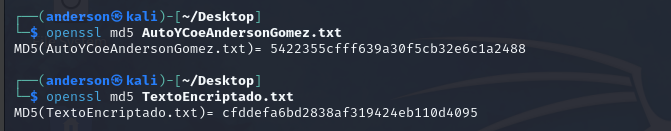 ┌──(anderson㉿kali)-[~/Desktop]
└─$ openssl md5 AutoYCoeAndersonGomez.txt
MD5(AutoYCoeAndersonGomez.txt)= 5422355cfff639a30f5cb32e6c1a2488
┌──(anderson㉿kali)-[~/Desktop]
└─$ openssl md5 TextoEncriptado.txt
MD5(TextoEncriptado.txt)= cfddefa6bd2838af319424eb110d4095